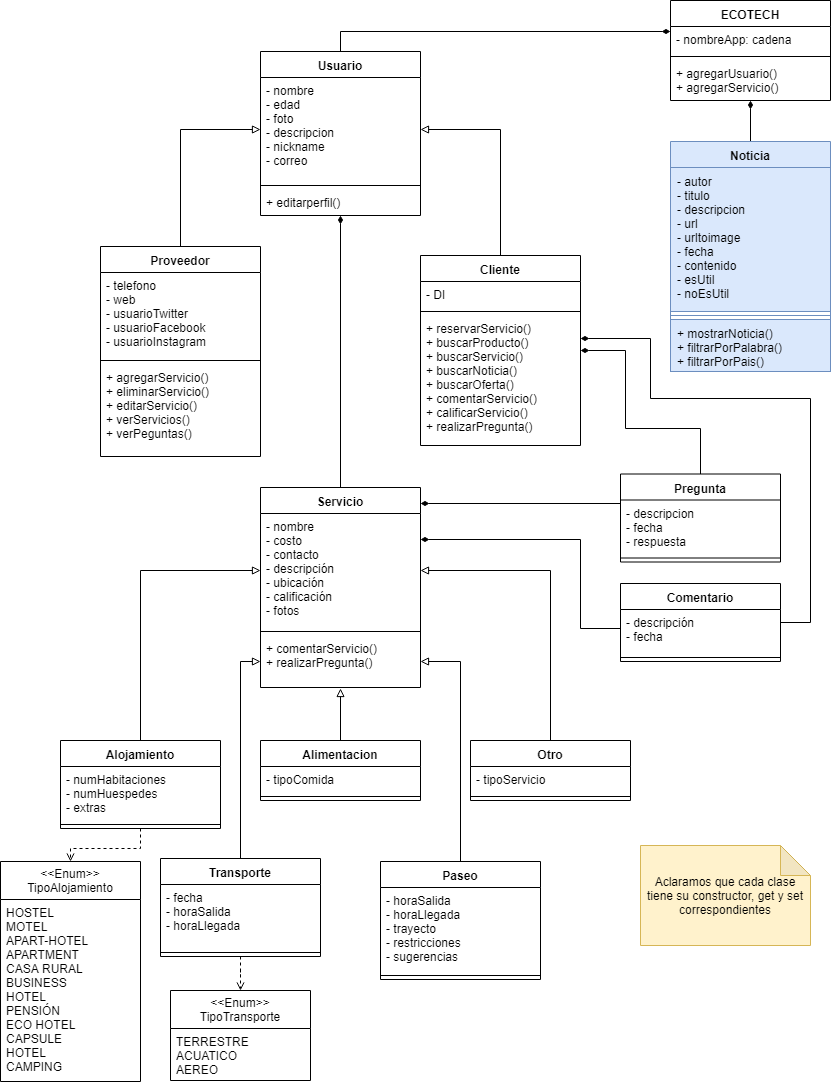 ECOTECH
- nombreApp: cadena
+ agregarUsuario()
+ agregarServicio()
Usuario
- nombre
- edad
- foto
- descripcion
- nickname
- correo
+ editarperfil()
Noticia
- autor
- titulo
- descripcion
- url
- urltoimage
- fecha
- contenido
- esUtil
- noEsUtil
+ mostrarNoticia()
+ filtrarPorPalabra()
+ filtrarPorPais()
Proveedor
- telefono
- web
- usuarioTwitter
- usuarioFacebook
- usuarioInstagram
+ agregarServicio()
+ eliminarServicio()
+ editarServicio()
+ verServicios()
+ verPeguntas()
Cliente
- DI
+ reservarServicio()
+ buscarProducto()
+ buscarServicio()
+ buscarNoticia()
+ buscarOferta()
+ comentarServicio()
+ calificarServicio()
+ realizarPregunta()
Servicio
- nombre
- costo
- contacto
- descripción
- ubicación
- calificación
- fotos
+ comentarServicio()
+ realizarPregunta()
Pregunta
- descripcion
- fecha
- respuesta
Comentario
- descripción
- fecha
Alojamiento
- numHabitaciones
- numHuespedes
- extras
Alimentacion
- tipoComida
Otro
- tipoServicio
<<Enum>>
TipoAlojamiento
HOSTEL
MOTEL
APART-HOTEL
APARTMENT
CASA RURAL
BUSINESS
HOTEL
PENSIÓN
ECO HOTEL
CAPSULE
HOTEL
CAMPING
Transporte
- fecha
- horaSalida
- horaLlegada
<<Enum>>
TipoTransporte
TERRESTRE
ACUATICO
AEREO
Paseo
- horaSalida
- horaLlegada
- trayecto
- restricciones
- sugerencias
Aclaramos que cada clase
tiene su constructor, get y set
correspondientes